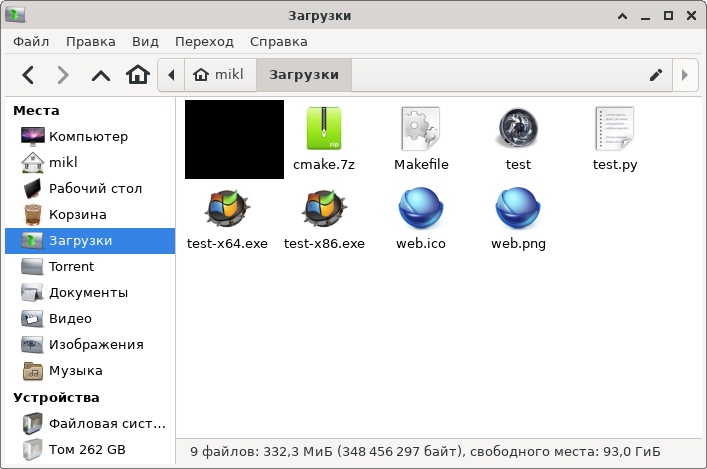 Загрузки
Файл Правка Вид Переход Справка
mikl Загрузки
Места
Компьютер
mikl
Рабочий стол
Корзина
Загрузки
Torrent
Документы
Видео
Изображения
Музыка
Устройства
Файловая сист...
Том 262 GB
cmake.7z Makefile test test.py
test-x64.exe test-x86.exe web.ico web.png
9 файлов: 332,3 МиБ (348 456 297 байт), свободного места: 93,0 ГиБ